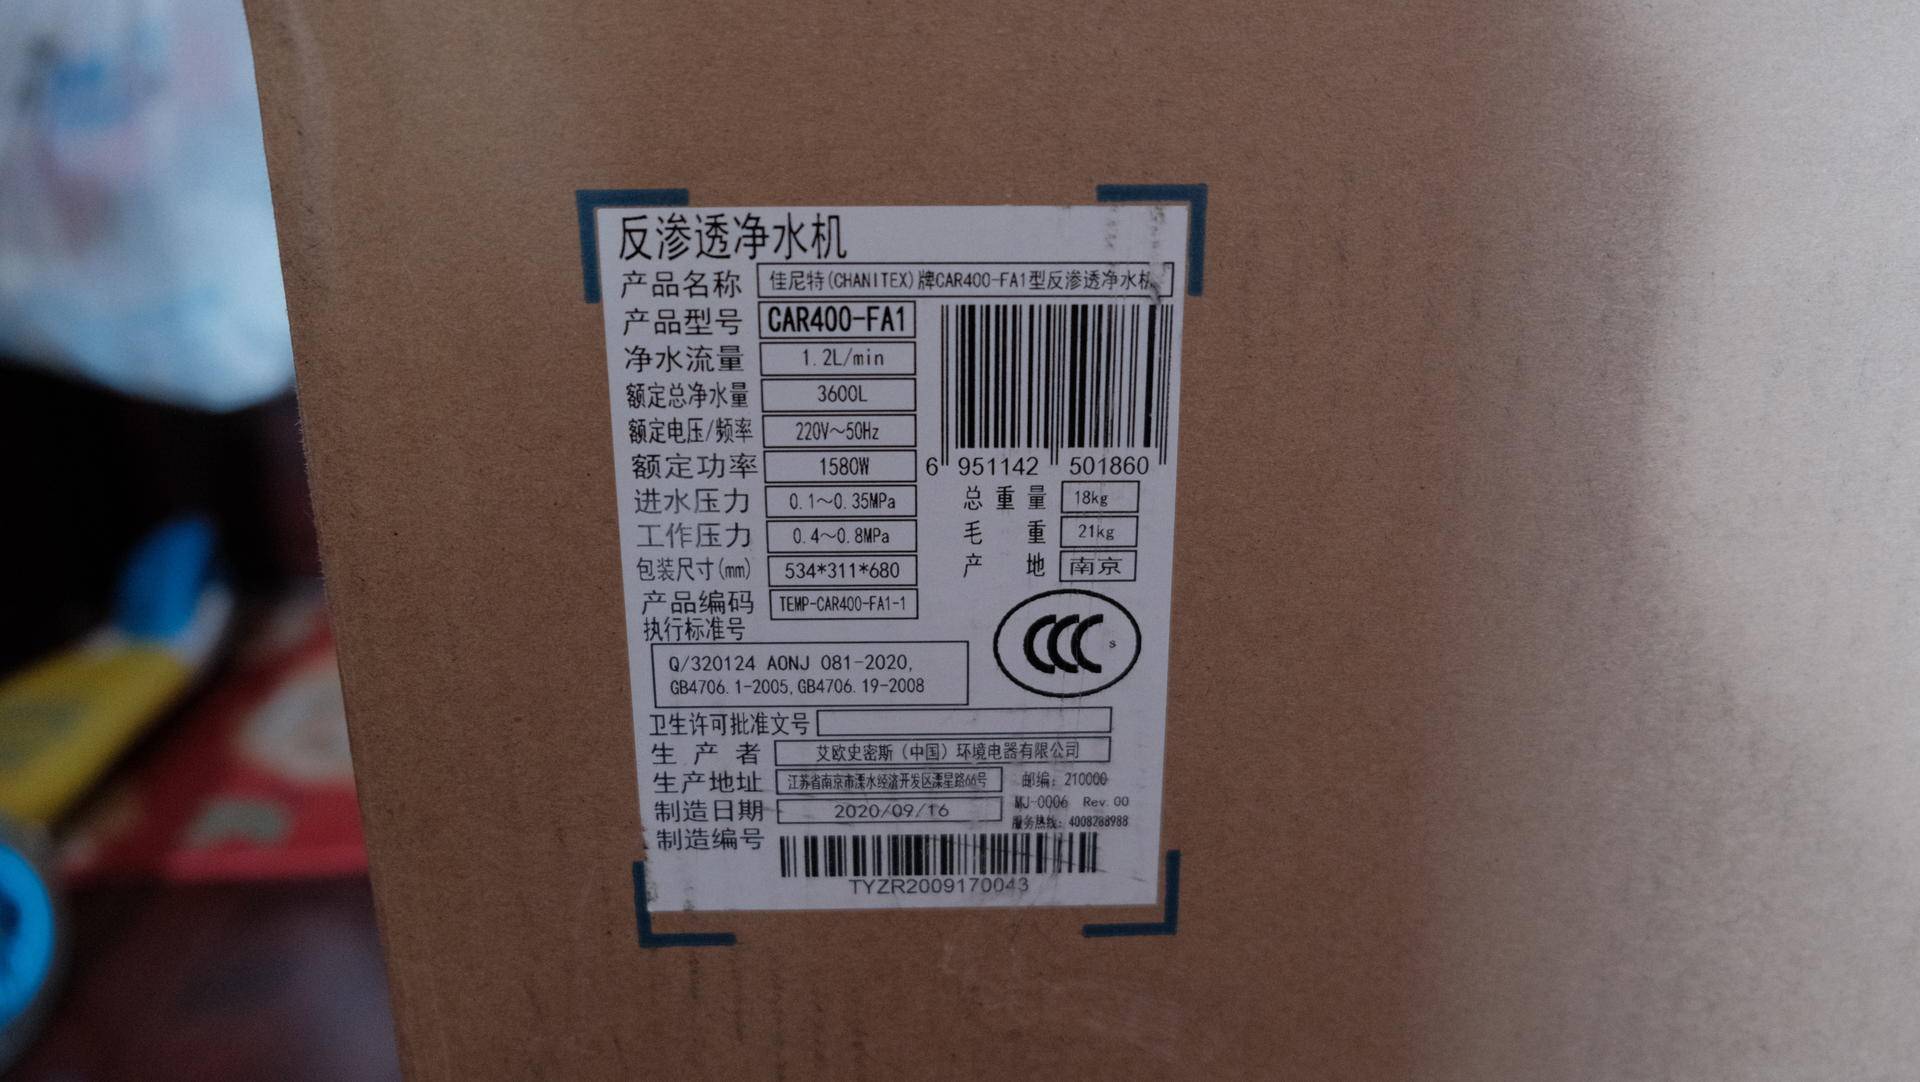 反渗透净水机
产品名称 佳尼特(CHANITEX)牌CAR400-FA1型反渗透净水机
产品型号 CAR400-FA1
净水流量 1.2L/min
额定总净水量 3600L
额定电压/频率 220V～50Hz
额定功率 1580W
6 951142 501860
进水压力 0.1～0.35MPa
总重量 18kg
工作压力 0.4～0.8MPa
毛重 21kg
包装尺寸(mm) 534*311*680
产地 南京
产品编码 TEMP-CAR400-FA1-1
执行标准号
Q/320124 AONJ 081-2020,
GB4706.1-2005,GB4706.19-2008
CCC S
卫生许可批准文号
生产者 艾欧史密斯（中国）环境电器有限公司
生产地址 江苏省南京市溧水经济开发区溧星路66号 邮编：210000
制造日期 2020/09/16 MJ-0006 Rev.00
服务热线：4008288988
制造编号
TYZR2009170043